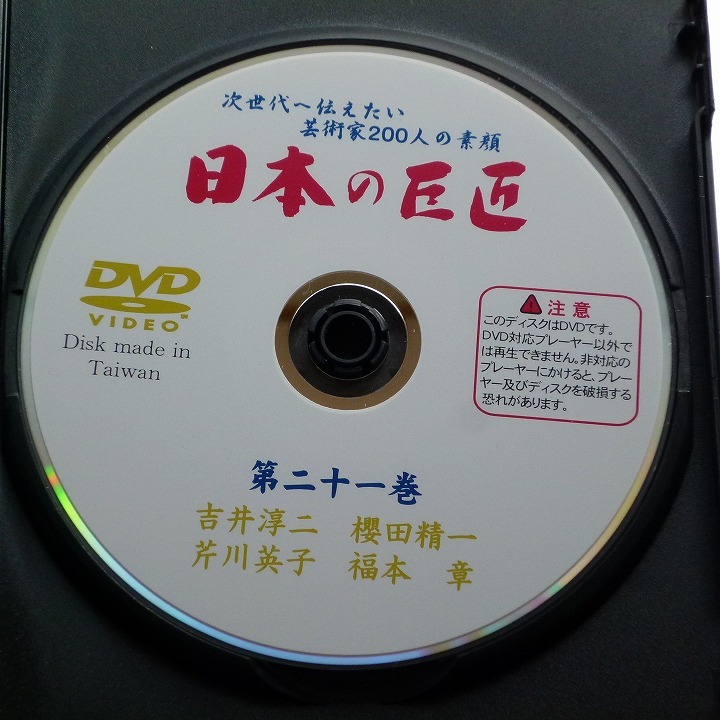 次世代へ伝えたい
芸術家200人の素顔
日本の巨匠
DVD
VIDEO™
Disk made in
Taiwan
注意
このディスクはDVDです。
DVD対応プレーヤー以外で
は再生できません。非対応の
プレーヤーにかけると、プレー
ヤー及びディスクを破損する
恐れがあります。
第二十一巻
吉井淳二 櫻田精一
芹川英子 福本 章